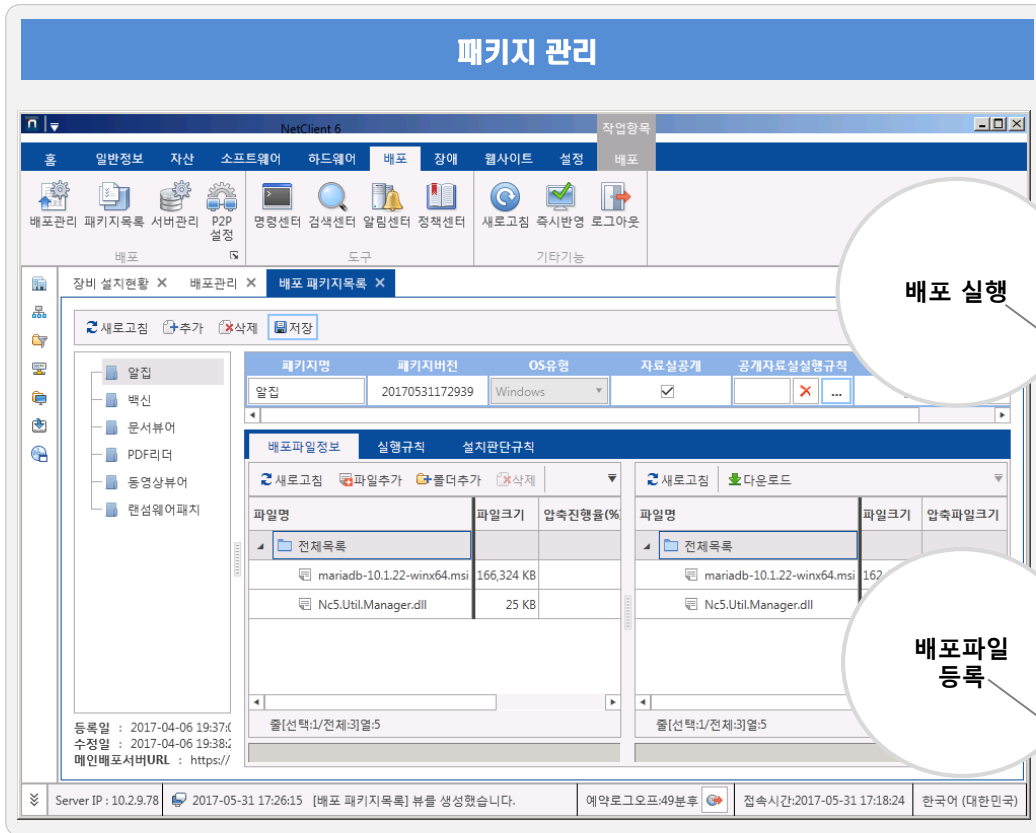 패키지 관리
NetClient 6
작업항목
홈 일반정보 자산 소프트웨어 하드웨어 배포 장애 웹사이트 설정 배포
배포관리 패키지목록 서버관리 P2P 설정 명령센터 검색센터 알림센터 정책센터 새로고침 즉시반영 로그아웃
배포 도구 기타기능
장비 설치현황 배포관리 배포 패키지목록
배포 실행
새로고침 추가 삭제 저장
알집
백신
문서뷰어
PDF리더
동영상뷰어
랜섬웨어패치
패키지명 패키지버전 OS유형 자료실공개 공개자료실실행규칙
알집 20170531172939 Windows ...
배포파일정보 실행규칙 설치판단규칙
새로고침 파일추가 폴더추가 삭제
새로고침 다운로드
파일명 파일크기 압축진행율(%)
파일명 파일크기 압축파일크기
전체목록
전체목록
mariadb-10.1.22-winx64.msi 166,324 KB
mariadb-10.1.22-winx64.msi 162
Nc5.Util.Manager.dll 25 KB
Nc5.Util.Manager.dll
배포파일
등록
줄[선택:1/전체:3]열:5
줄[선택:1/전체:3]열:5
등록일 : 2017-04-06 19:37:0
수정일 : 2017-04-06 19:38:2
메인배포서버URL : https://
Server IP : 10.2.9.78 2017-05-31 17:26:15 [배포 패키지목록] 뷰를 생성했습니다. 예약로그오프:49분후 접속시간:2017-05-31 17:18:24 한국어 (대한민국)